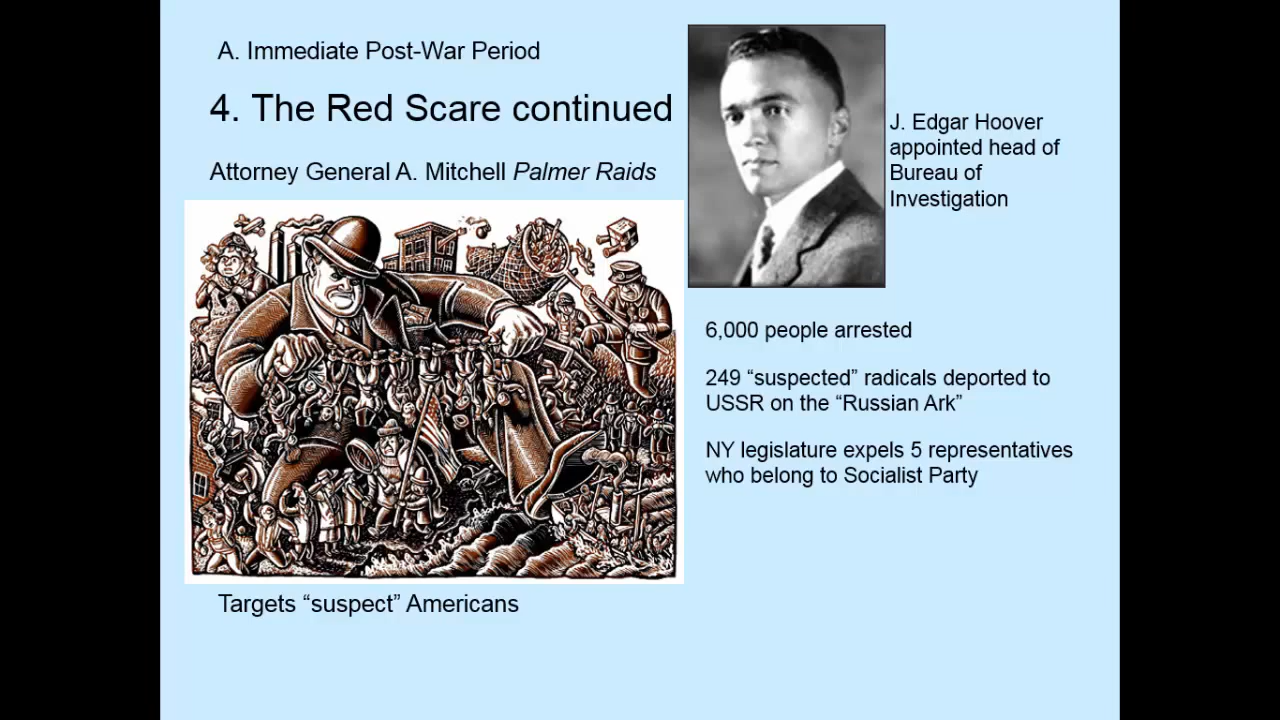 A. Immediate Post-War Period
4. The Red Scare continued
Attorney General A. Mitchell Palmer Raids
J. Edgar Hoover
appointed head of
Bureau of
Investigation
6,000 people arrested
249 “suspected” radicals deported to
USSR on the “Russian Ark”
NY legislature expels 5 representatives
who belong to Socialist Party
Targets “suspect” Americans